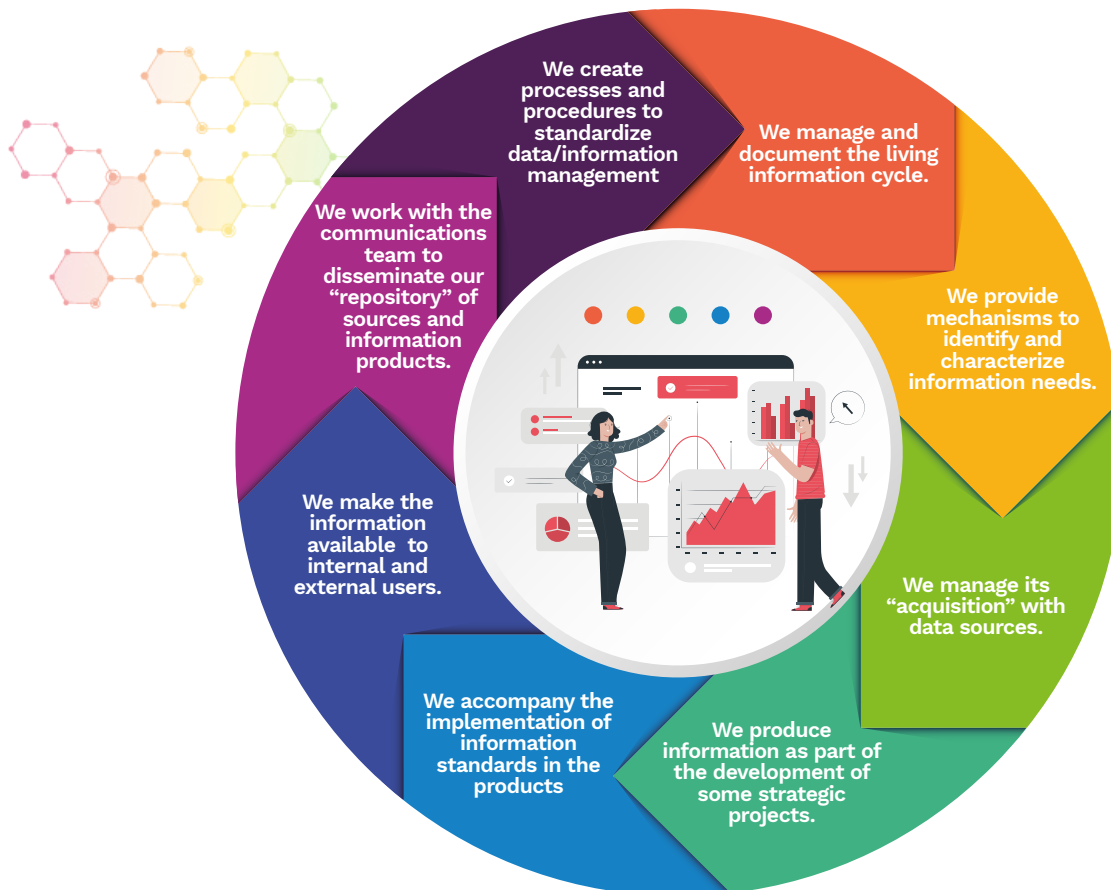 We create
processes and
procedures to
standardize
data/information
management
We manage and
document the living
information cycle.
We provide
mechanisms to
identify and
characterize
information needs.
We manage its
“acquisition” with
data sources.
We produce
information as part of
the development of
some strategic
projects.
We accompany the
implementation of
information
standards in the
products
We make the
information
available to
internal and
external users.
We work with the
communications
team to
disseminate our
“repository” of
sources and
information
products.